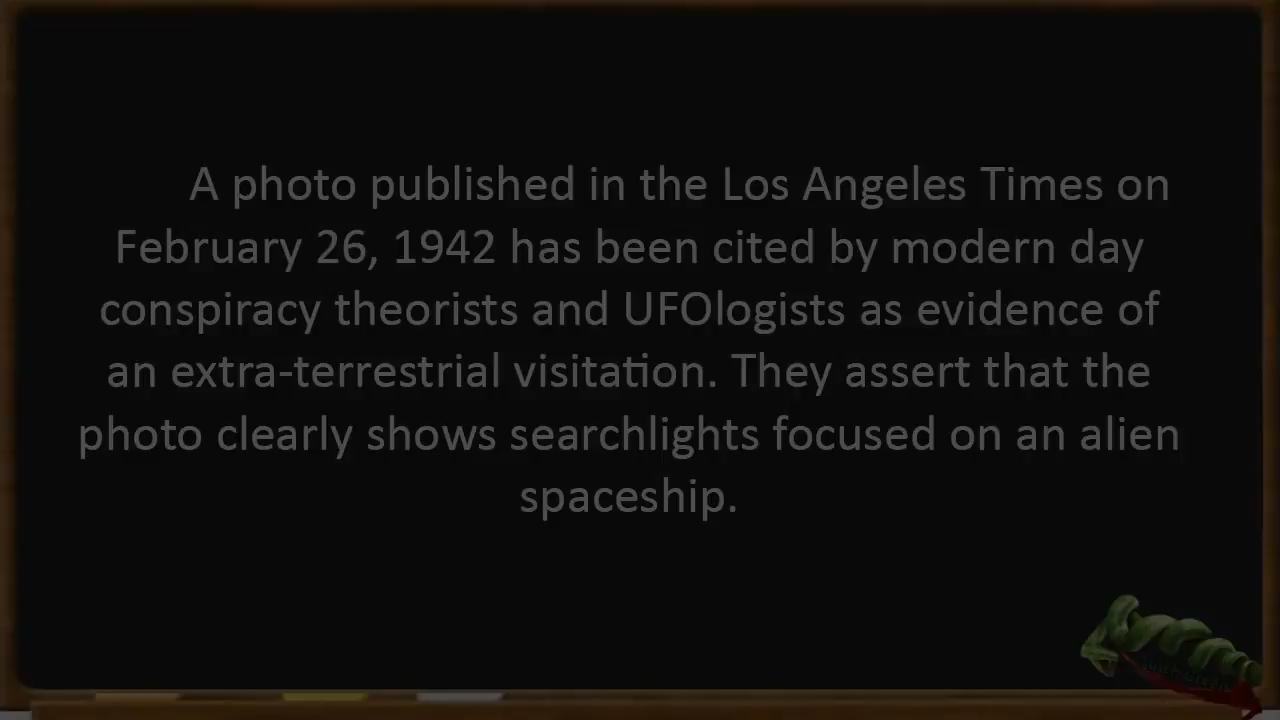 A photo published in the Los Angeles Times on
February 26, 1942 has been cited by modern day
conspiracy theorists and UFOlogists as evidence of
an extra-terrestrial visitation. They assert that the
photo clearly shows searchlights focused on an alien
spaceship.